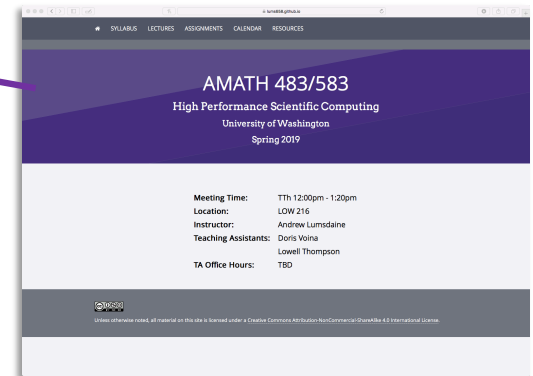 lums658.github.io
SYLLABUS LECTURES ASSIGNMENTS CALENDAR RESOURCES
AMATH 483/583
High Performance Scientific Computing
University of Washington
Spring 2019
Meeting Time: TTh 12:00pm - 1:20pm
Location: LOW 216
Instructor: Andrew Lumsdaine
Teaching Assistants: Doris Voina
Lowell Thompson
TA Office Hours: TBD
Unless otherwise noted, all material on this site is licensed under a Creative Commons Attribution-NonCommercial-ShareAlike 4.0 International License.